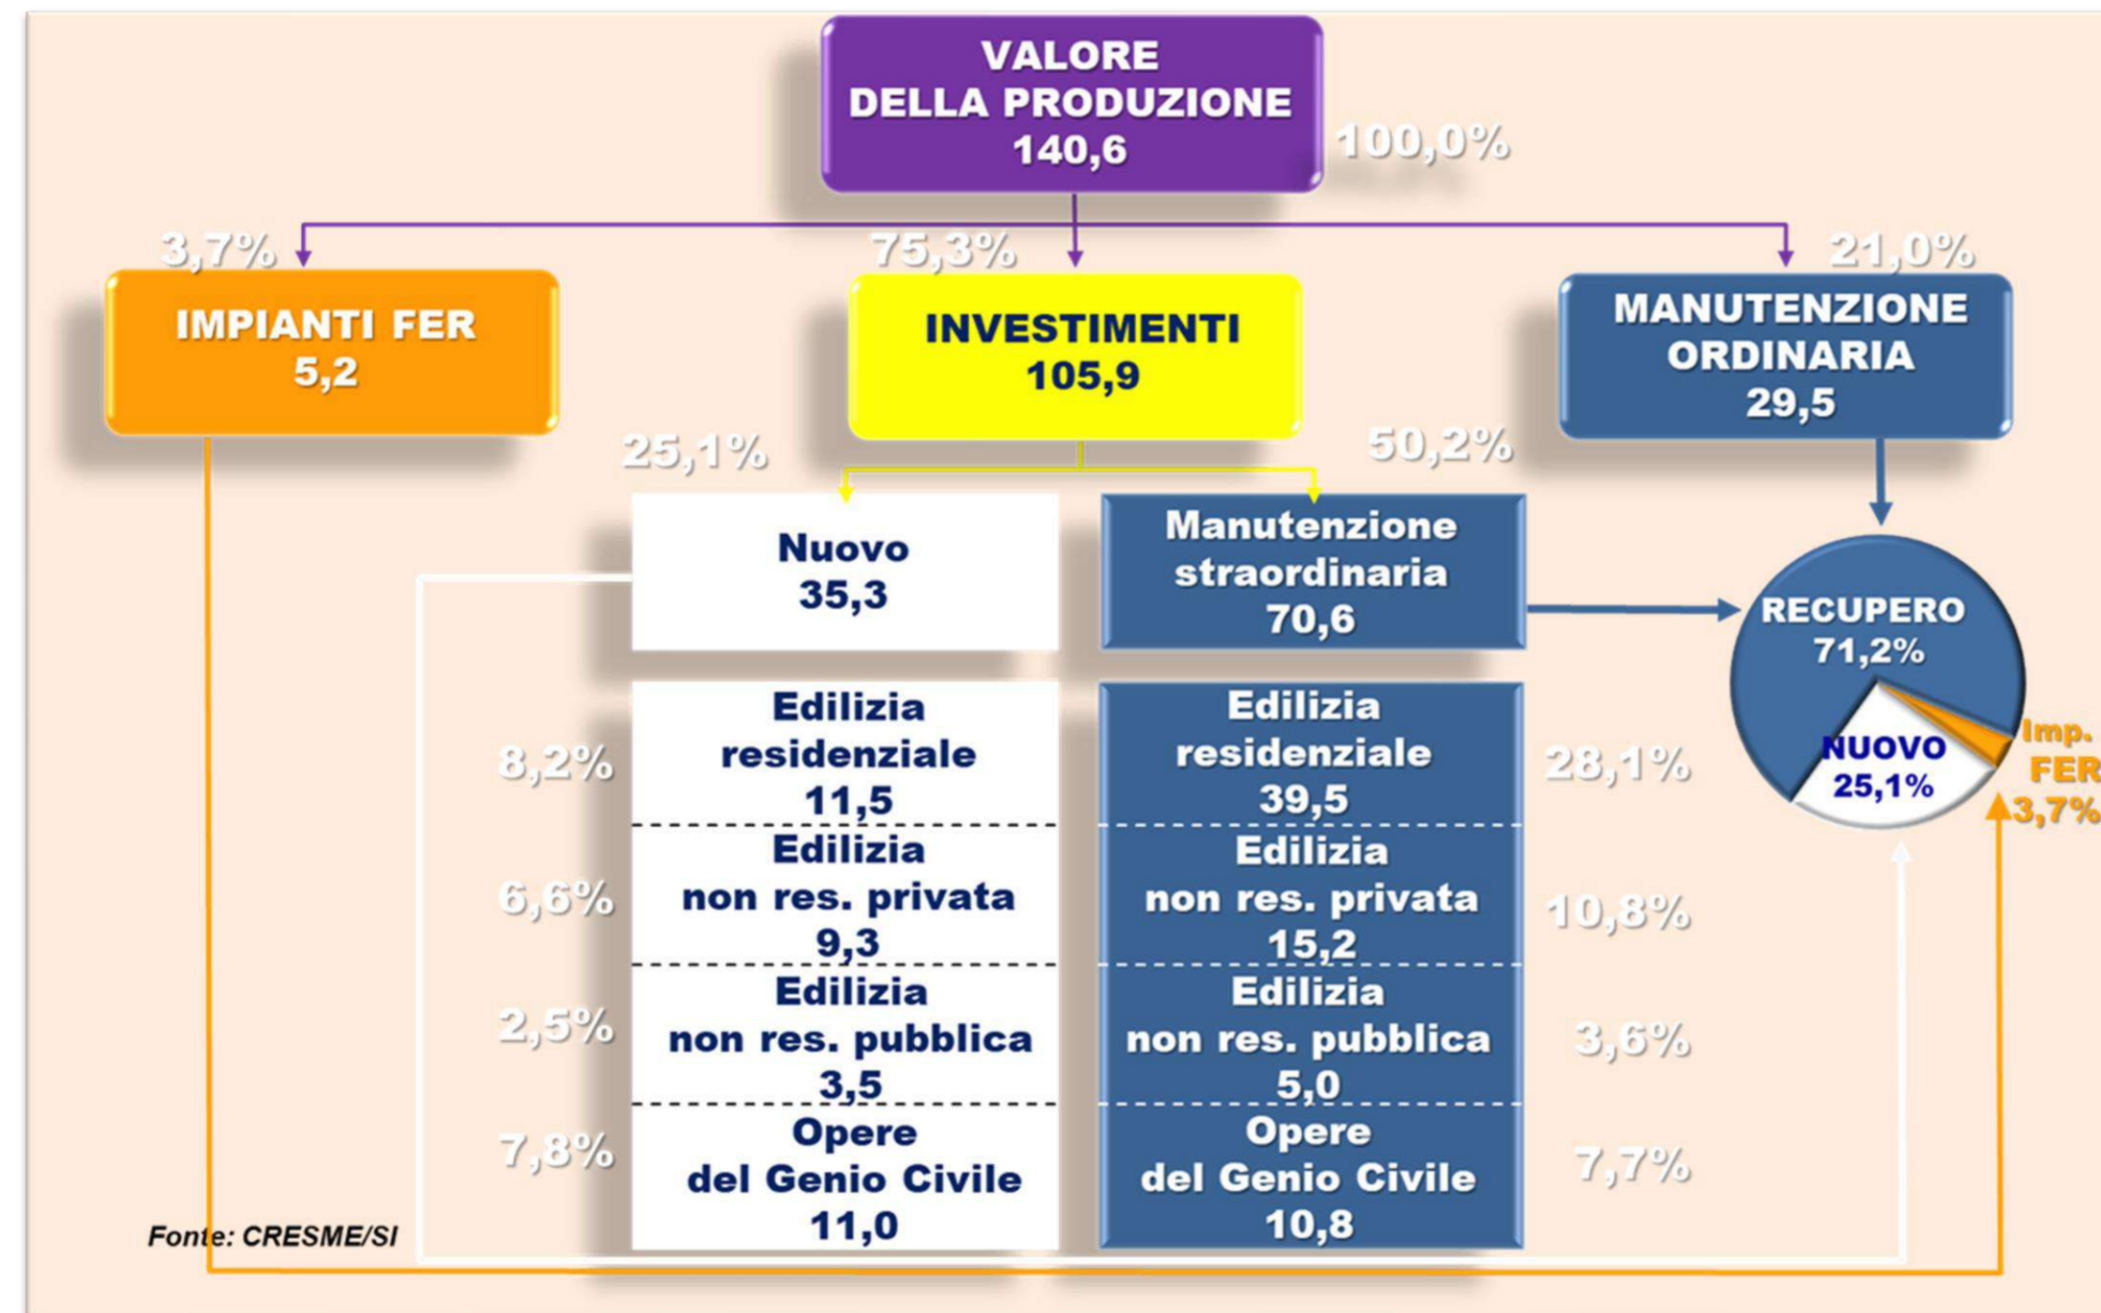 VALORE
DELLA PRODUZIONE
140,6
100,0%
3,7%
75,3%
21,0%
IMPIANTI FER
5,2
INVESTIMENTI
105,9
MANUTENZIONE
ORDINARIA
29,5
25,1%
50,2%
Nuovo
35,3
Manutenzione
straordinaria
70,6
RECUPERO
71,2%
NUOVO
25,1%
Imp.
FER
3,7%
8,2%
Edilizia
residenziale
11,5
Edilizia
residenziale
39,5
28,1%
6,6%
Edilizia
non res. privata
9,3
Edilizia
non res. privata
15,2
10,8%
2,5%
Edilizia
non res. pubblica
3,5
Edilizia
non res. pubblica
5,0
3,6%
7,8%
Opere
del Genio Civile
11,0
Opere
del Genio Civile
10,8
7,7%
Fonte: CRESME/SI